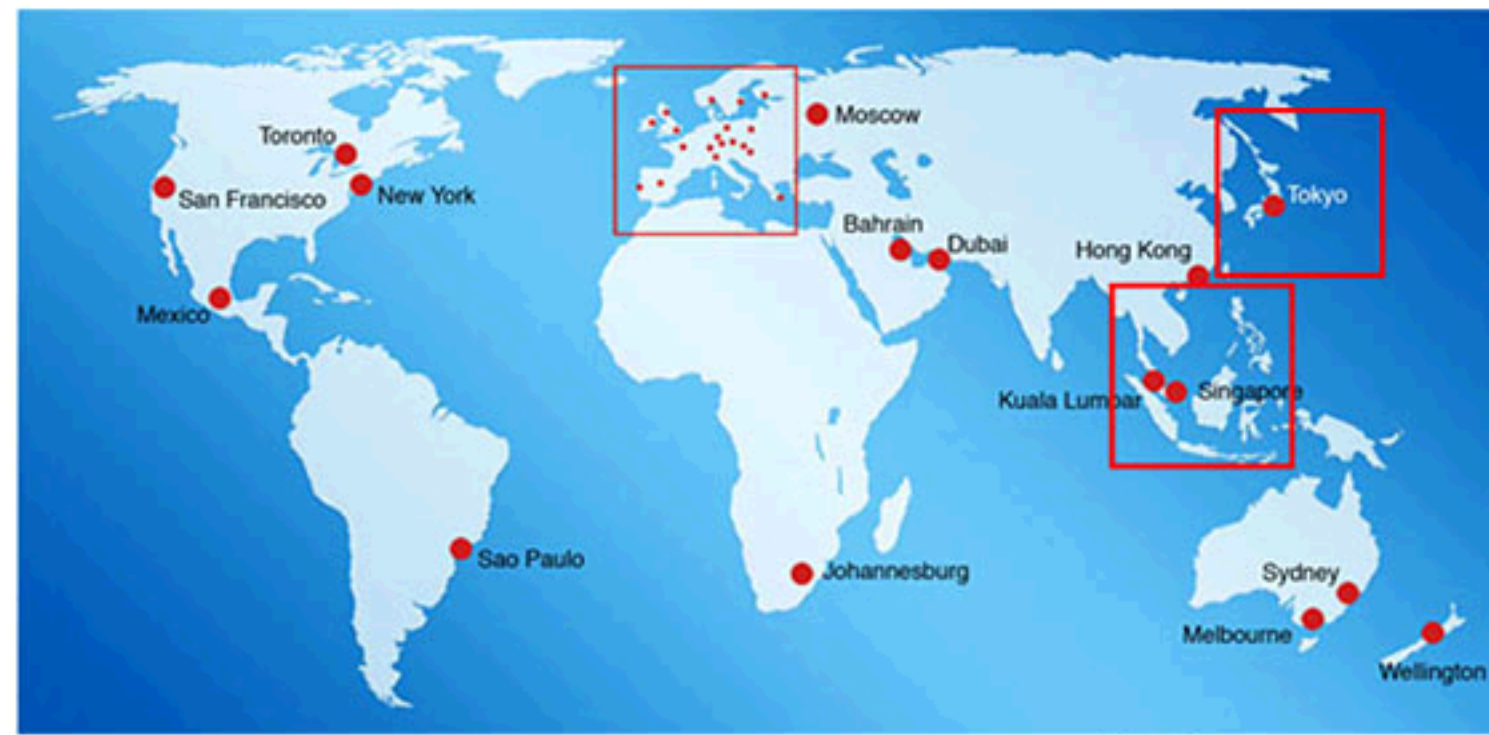 Moscow
Toronto
San Francisco
New York
Tokyo
Bahrain
Dubai
Hong Kong
Mexico
Kuala Lumpar
Singapore
Sao Paulo
Johannesburg
Sydney
Melbourne
Wellington